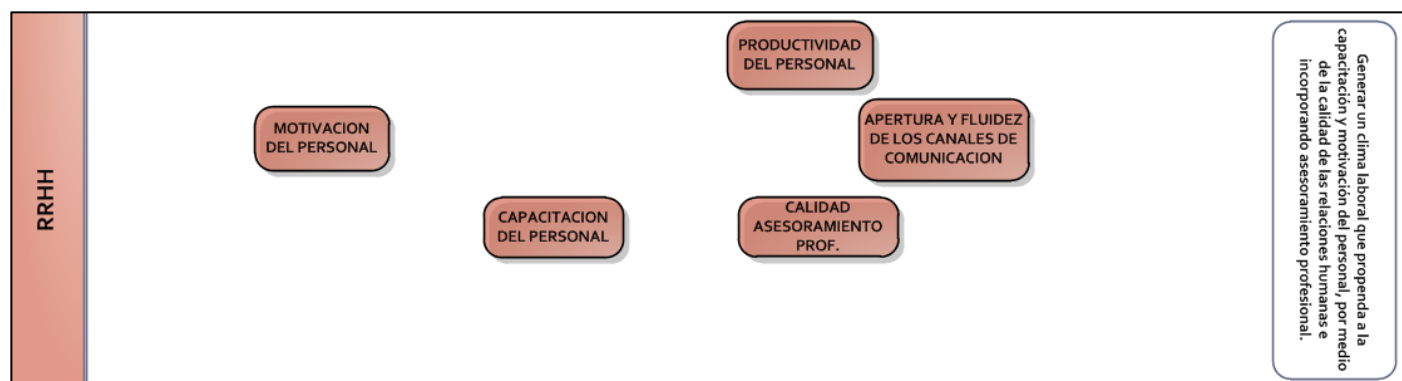 RRHH
MOTIVACION
DEL PERSONAL
CAPACITACION
DEL PERSONAL
PRODUCTIVIDAD
DEL PERSONAL
APERTURA Y FLUIDEZ
DE LOS CANALES DE
COMUNICACION
CALIDAD
ASESORAMIENTO
PROF.
Generar un clima laboral que propenda a la
capacitación y motivación del personal, por medio
de la calidad de las relaciones humanas e
incorporando asesoramiento profesional.